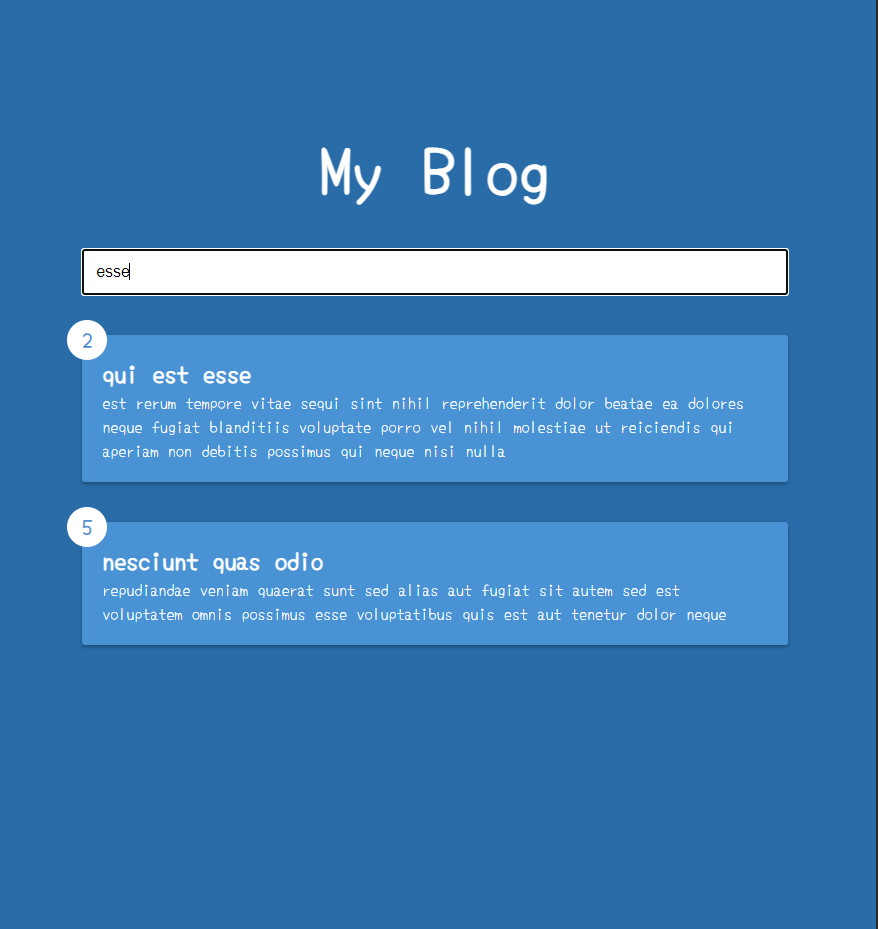 My Blog
esse
2
qui est esse
est rerum tempore vitae sequi sint nihil reprehenderit dolor beatae ea dolores
neque fugiat blanditiis voluptate porro vel nihil molestiae ut reiciendis qui
aperiam non debitis possimus qui neque nisi nulla
5
nesciunt quas odio
repudiandae veniam quaerat sunt sed alias aut fugiat sit autem sed est
voluptatem omnis possimus esse voluptatibus quis est aut tenetur dolor neque